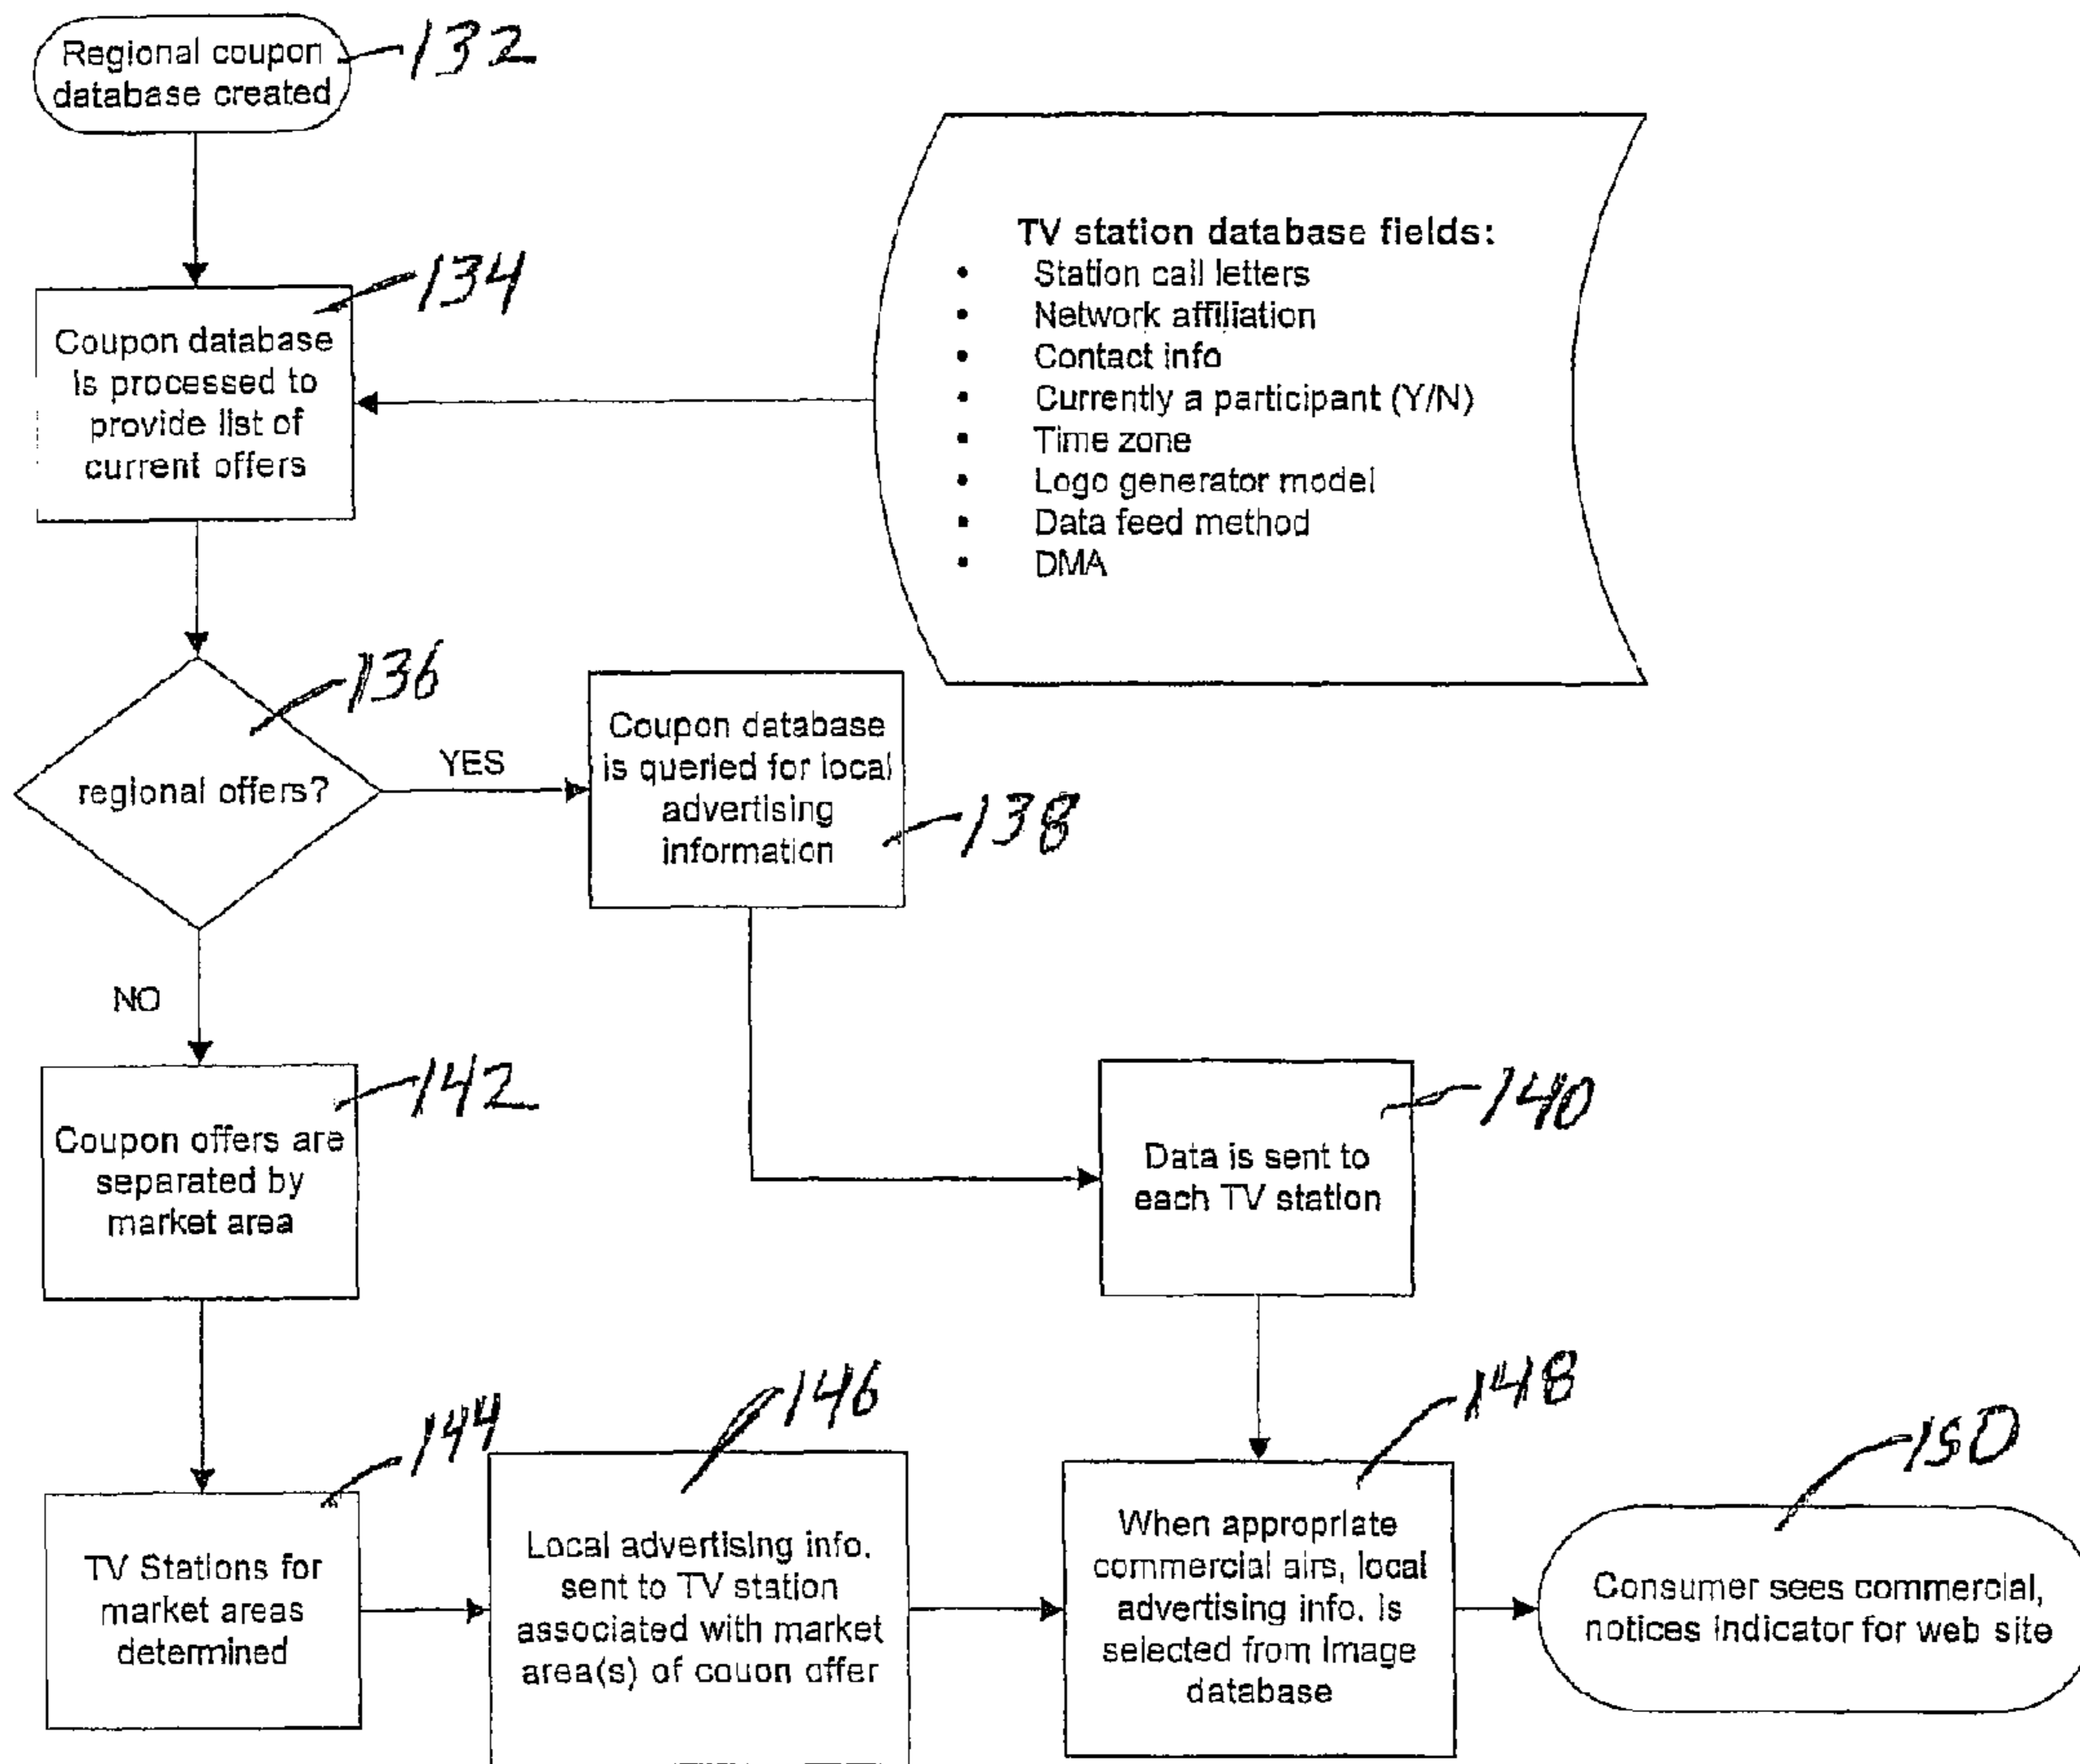 Regional coupon
database created
132
134
Coupon database
is processed to
provide list of
current offers
TV station database fields:
• Station call letters
• Network affiliation
• Contact info
• Currently a participant (Y/N)
• Time zone
• Logo generator model
• Data feed method
• DMA
136
regional offers?
YES
NO
Coupon database
is queried for local
advertising
information
138
142
Coupon offers are
separated by
market area
140
Data is sent to
each TV station
144
TV Stations for
market areas
determined
146
Local advertising info.
sent to TV station
associated with market
area(s) of couon offer
148
When appropriate
commercial airs, local
advertising info. is
selected from image
database
150
Consumer sees commercial,
notices indicator for web site